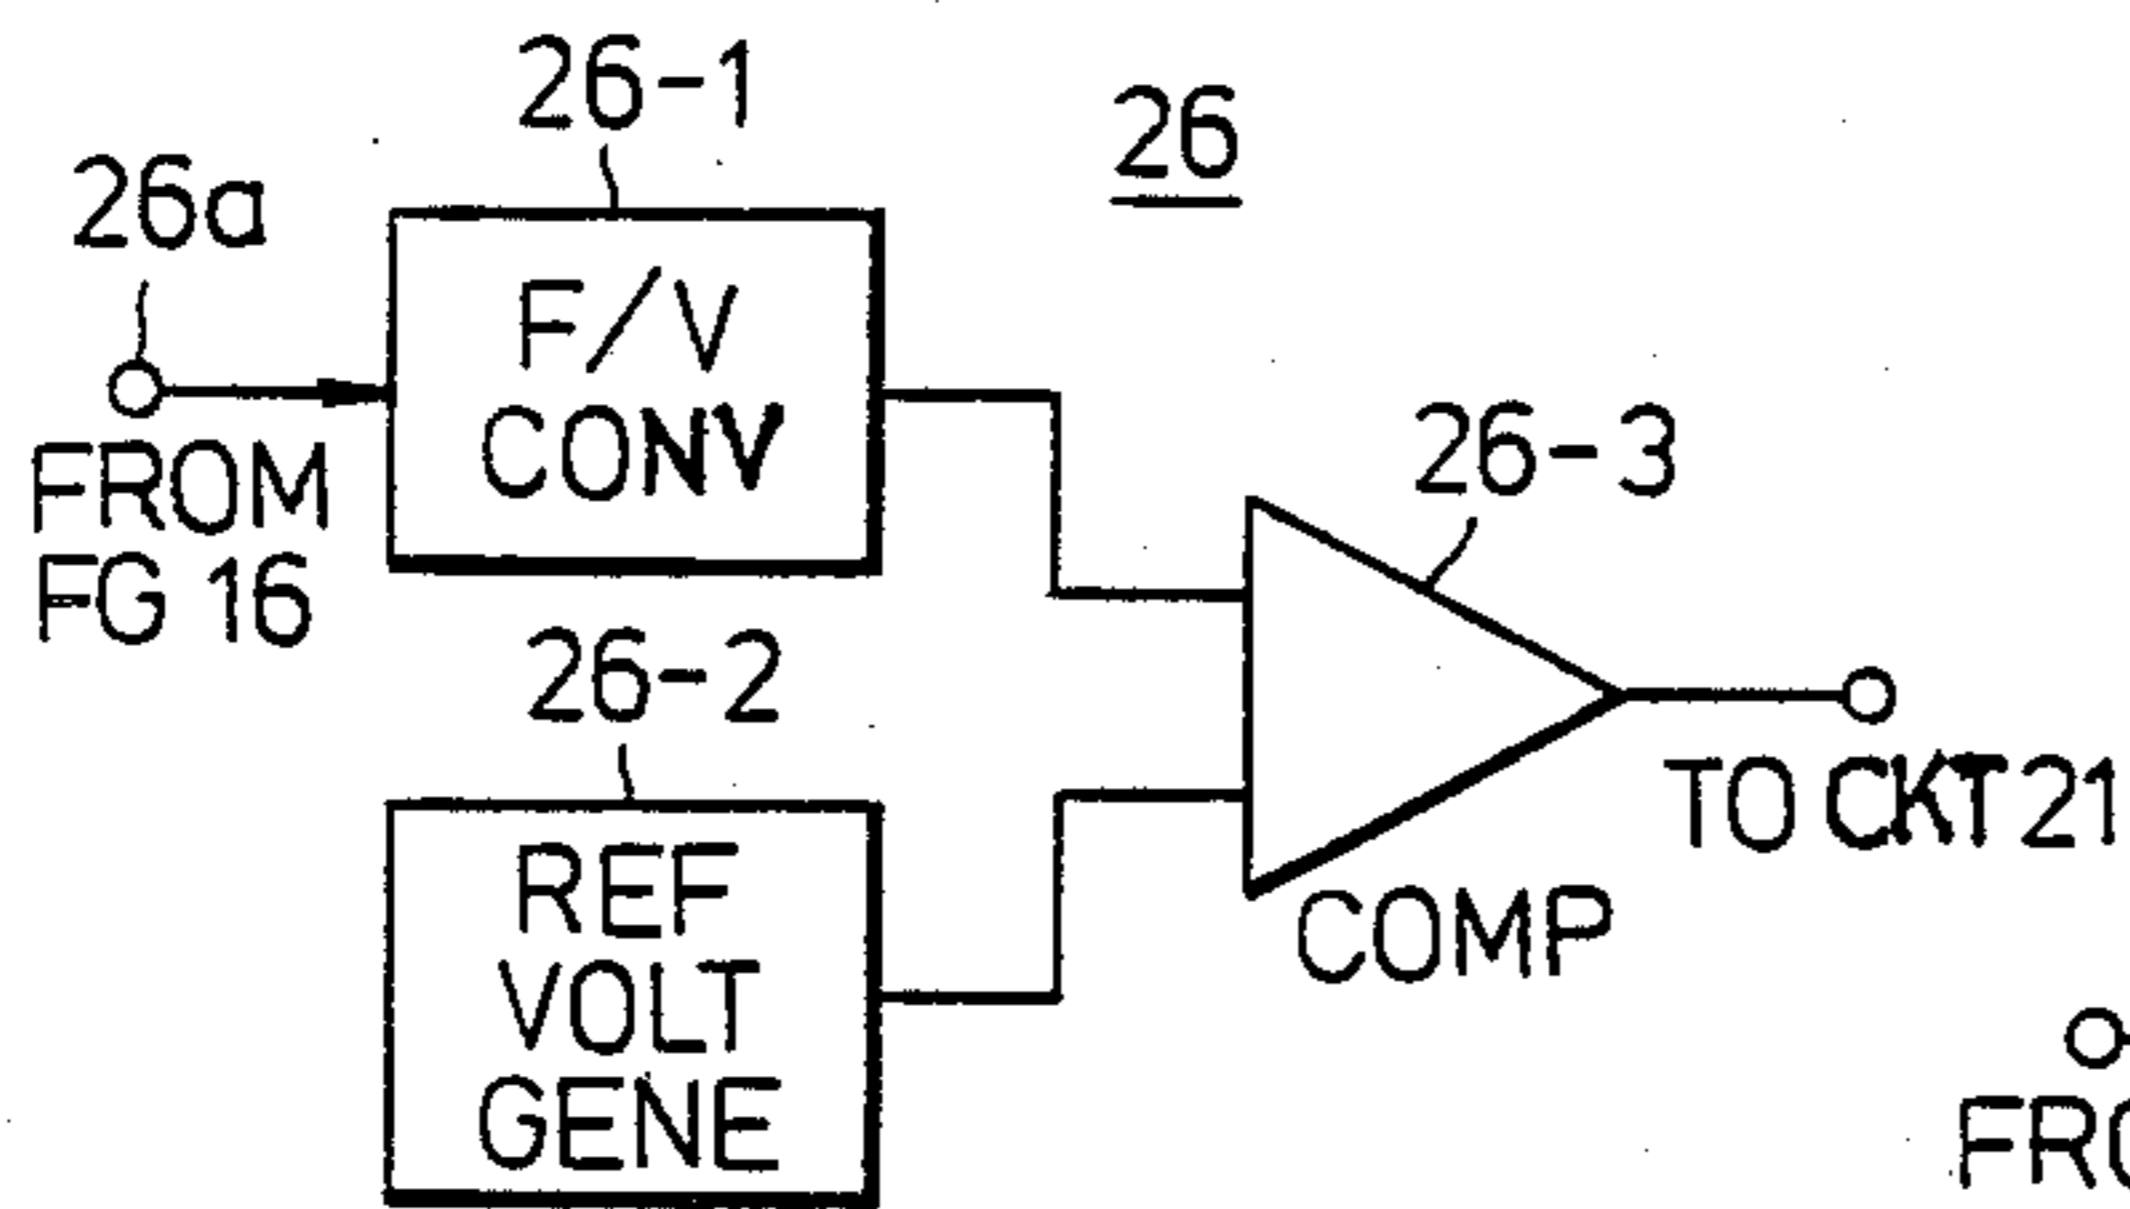 26-1
26
26a
F/V
CONV
FROM
FG 16
26-3
26-2
REF
VOLT
GENE
TO CKT 21
COMP